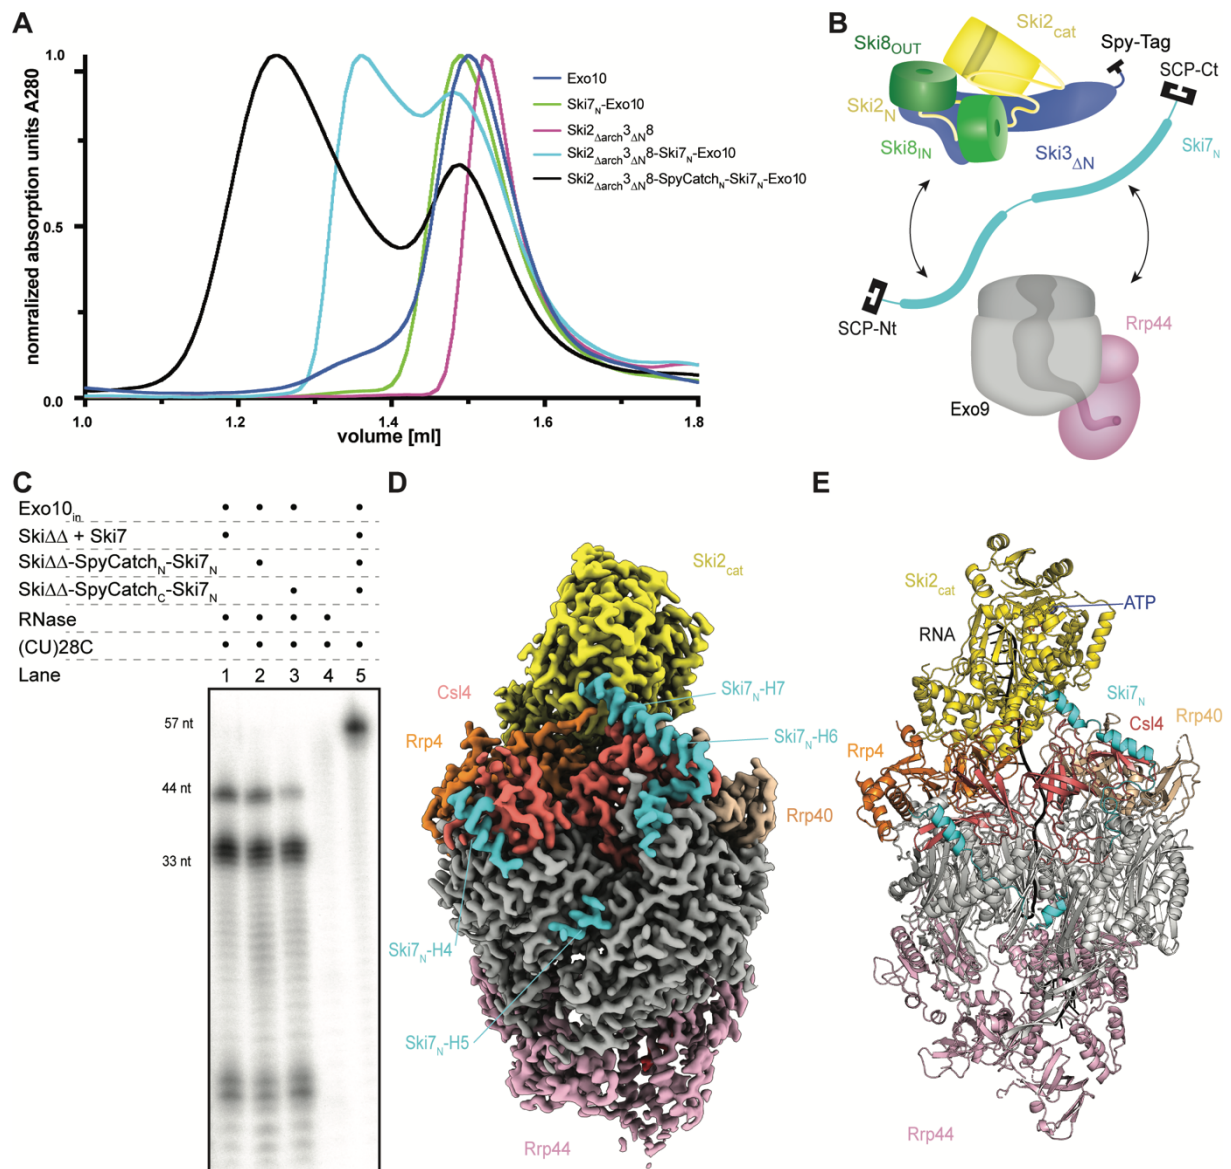 A
normralized absorption units A280
1.0
0.5
0.0
1.0
1.2
1.4
1.6
1.8
volume [ml]
Exo10
Ski7N-Exo10
Ski2Δarch3ΔN8
Ski2Δarch3ΔN8-Ski7N-Exo10
Ski2Δarch3ΔN8-SpyCatchN-Ski7N-Exo10
B
Ski2cat
Ski8OUT
Spy-Tag
SCP-Ct
Ski2N
Ski7N
Ski8IN
Ski3ΔN
SCP-Nt
Rrp44
Exo9
C
Exo10in
SkiΔΔ + Ski7
SkiΔΔ-SpyCatchN-Ski7N
SkiΔΔ-SpyCatchC-Ski7N
RNase
(CU)28C
Lane 1 2 3 4 5
57 nt
44 nt
33 nt
D
Ski2cat
Csl4
Ski7N-H7
Rrp4
Ski7N-H6
Rrp40
Ski7N-H4
Ski7N-H5
Rrp44
E
Ski2cat
ATP
RNA
Ski7N
Csl4
Rrp40
Rrp4
Rrp44